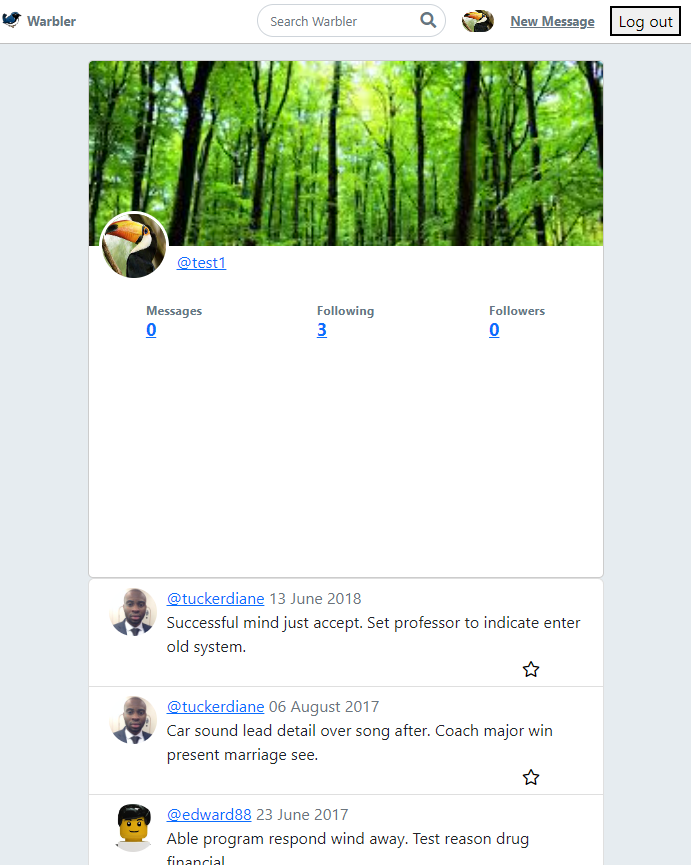 Warbler
Search Warbler
New Message
Log out
@test1
Messages
Following
Followers
0
3
0
@tuckerdiane 13 June 2018
Successful mind just accept. Set professor to indicate enter
old system.
@tuckerdiane 06 August 2017
Car sound lead detail over song after. Coach major win
present marriage see.
@edward88 23 June 2017
Able program respond wind away. Test reason drug
financial